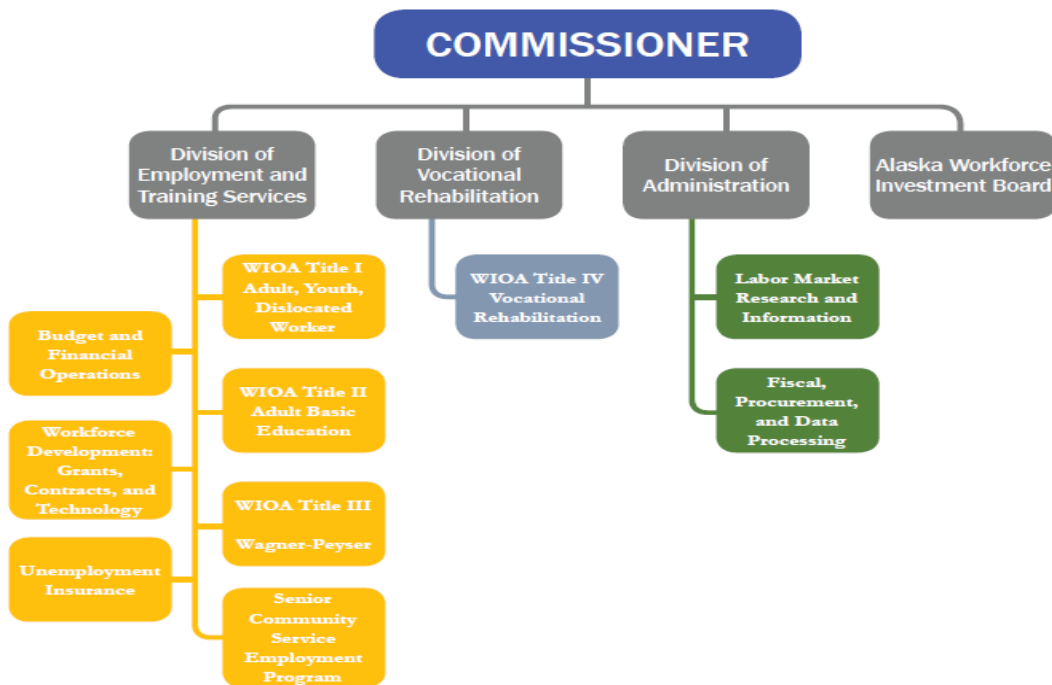 COMMISSIONER
Division of
Employment and
Training Services
Division of
Vocational
Rehabilitation
Division of
Administration
Alaska Workforce
Investment Board
WIOA Title I
Adult, Youth,
Dislocated
Worker
Budget and
Financial
Operations
WIOA Title II
Adult Basic
Education
Workforce
Development:
Grants,
Contracts, and
Technology
WIOA Title III
Wagner-Peyser
Unemployment
Insurance
Senior
Community
Service
Employment
Program
WIOA Title IV
Vocational
Rehabilitation
Labor Market
Research and
Information
Fiscal,
Procurement,
and Data
Processing